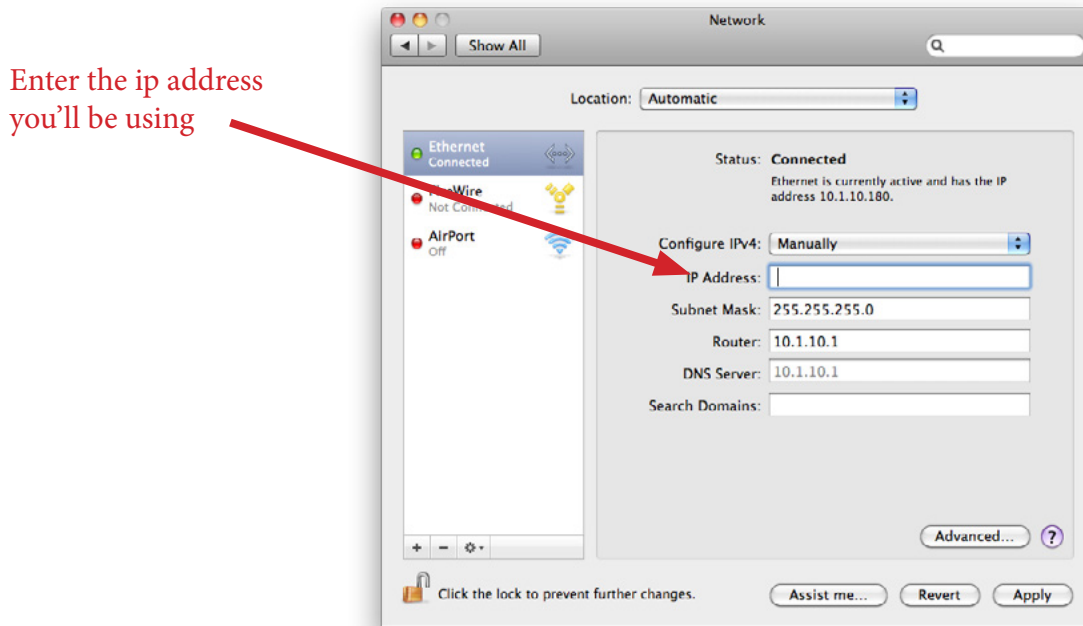 Network
Show All
Enter the ip address
you'll be using
Location: Automatic
Ethernet
Connected
FireWire
Not Connected
AirPort
Off
Status: Connected
Ethernet is currently active and has the IP
address 10.1.10.180.
Configure IPv4: Manually
IP Address:
Subnet Mask: 255.255.255.0
Router: 10.1.10.1
DNS Server: 10.1.10.1
Search Domains:
Advanced... ?
Click the lock to prevent further changes.
Assist me... Revert Apply